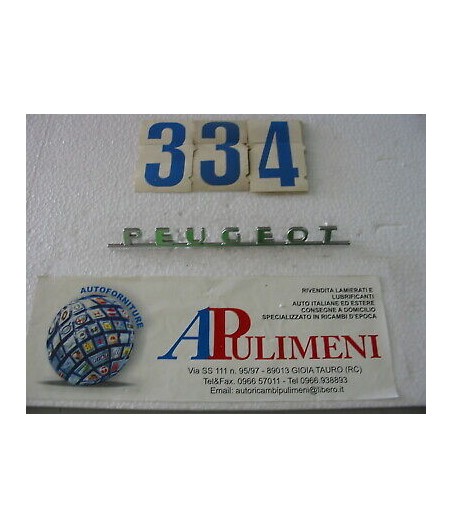 334
PEUGEOT
AUTOFORNITURE
RIVENDITA LAMIERATI E
LUBRIFICANTI
AUTO ITALIANE ED ESTERE
CONSEGNE A DOMICILIO
SPECIALIZZATO IN RICAMBI D'EPOCA
APULIMENI
Via SS 111 n. 95/97 - 89013 GIOIA TAURO (RC)
Tel&Fax. 0966 57011 - Tel 0966.938893
Email: autoricambipulimeni@libero.it